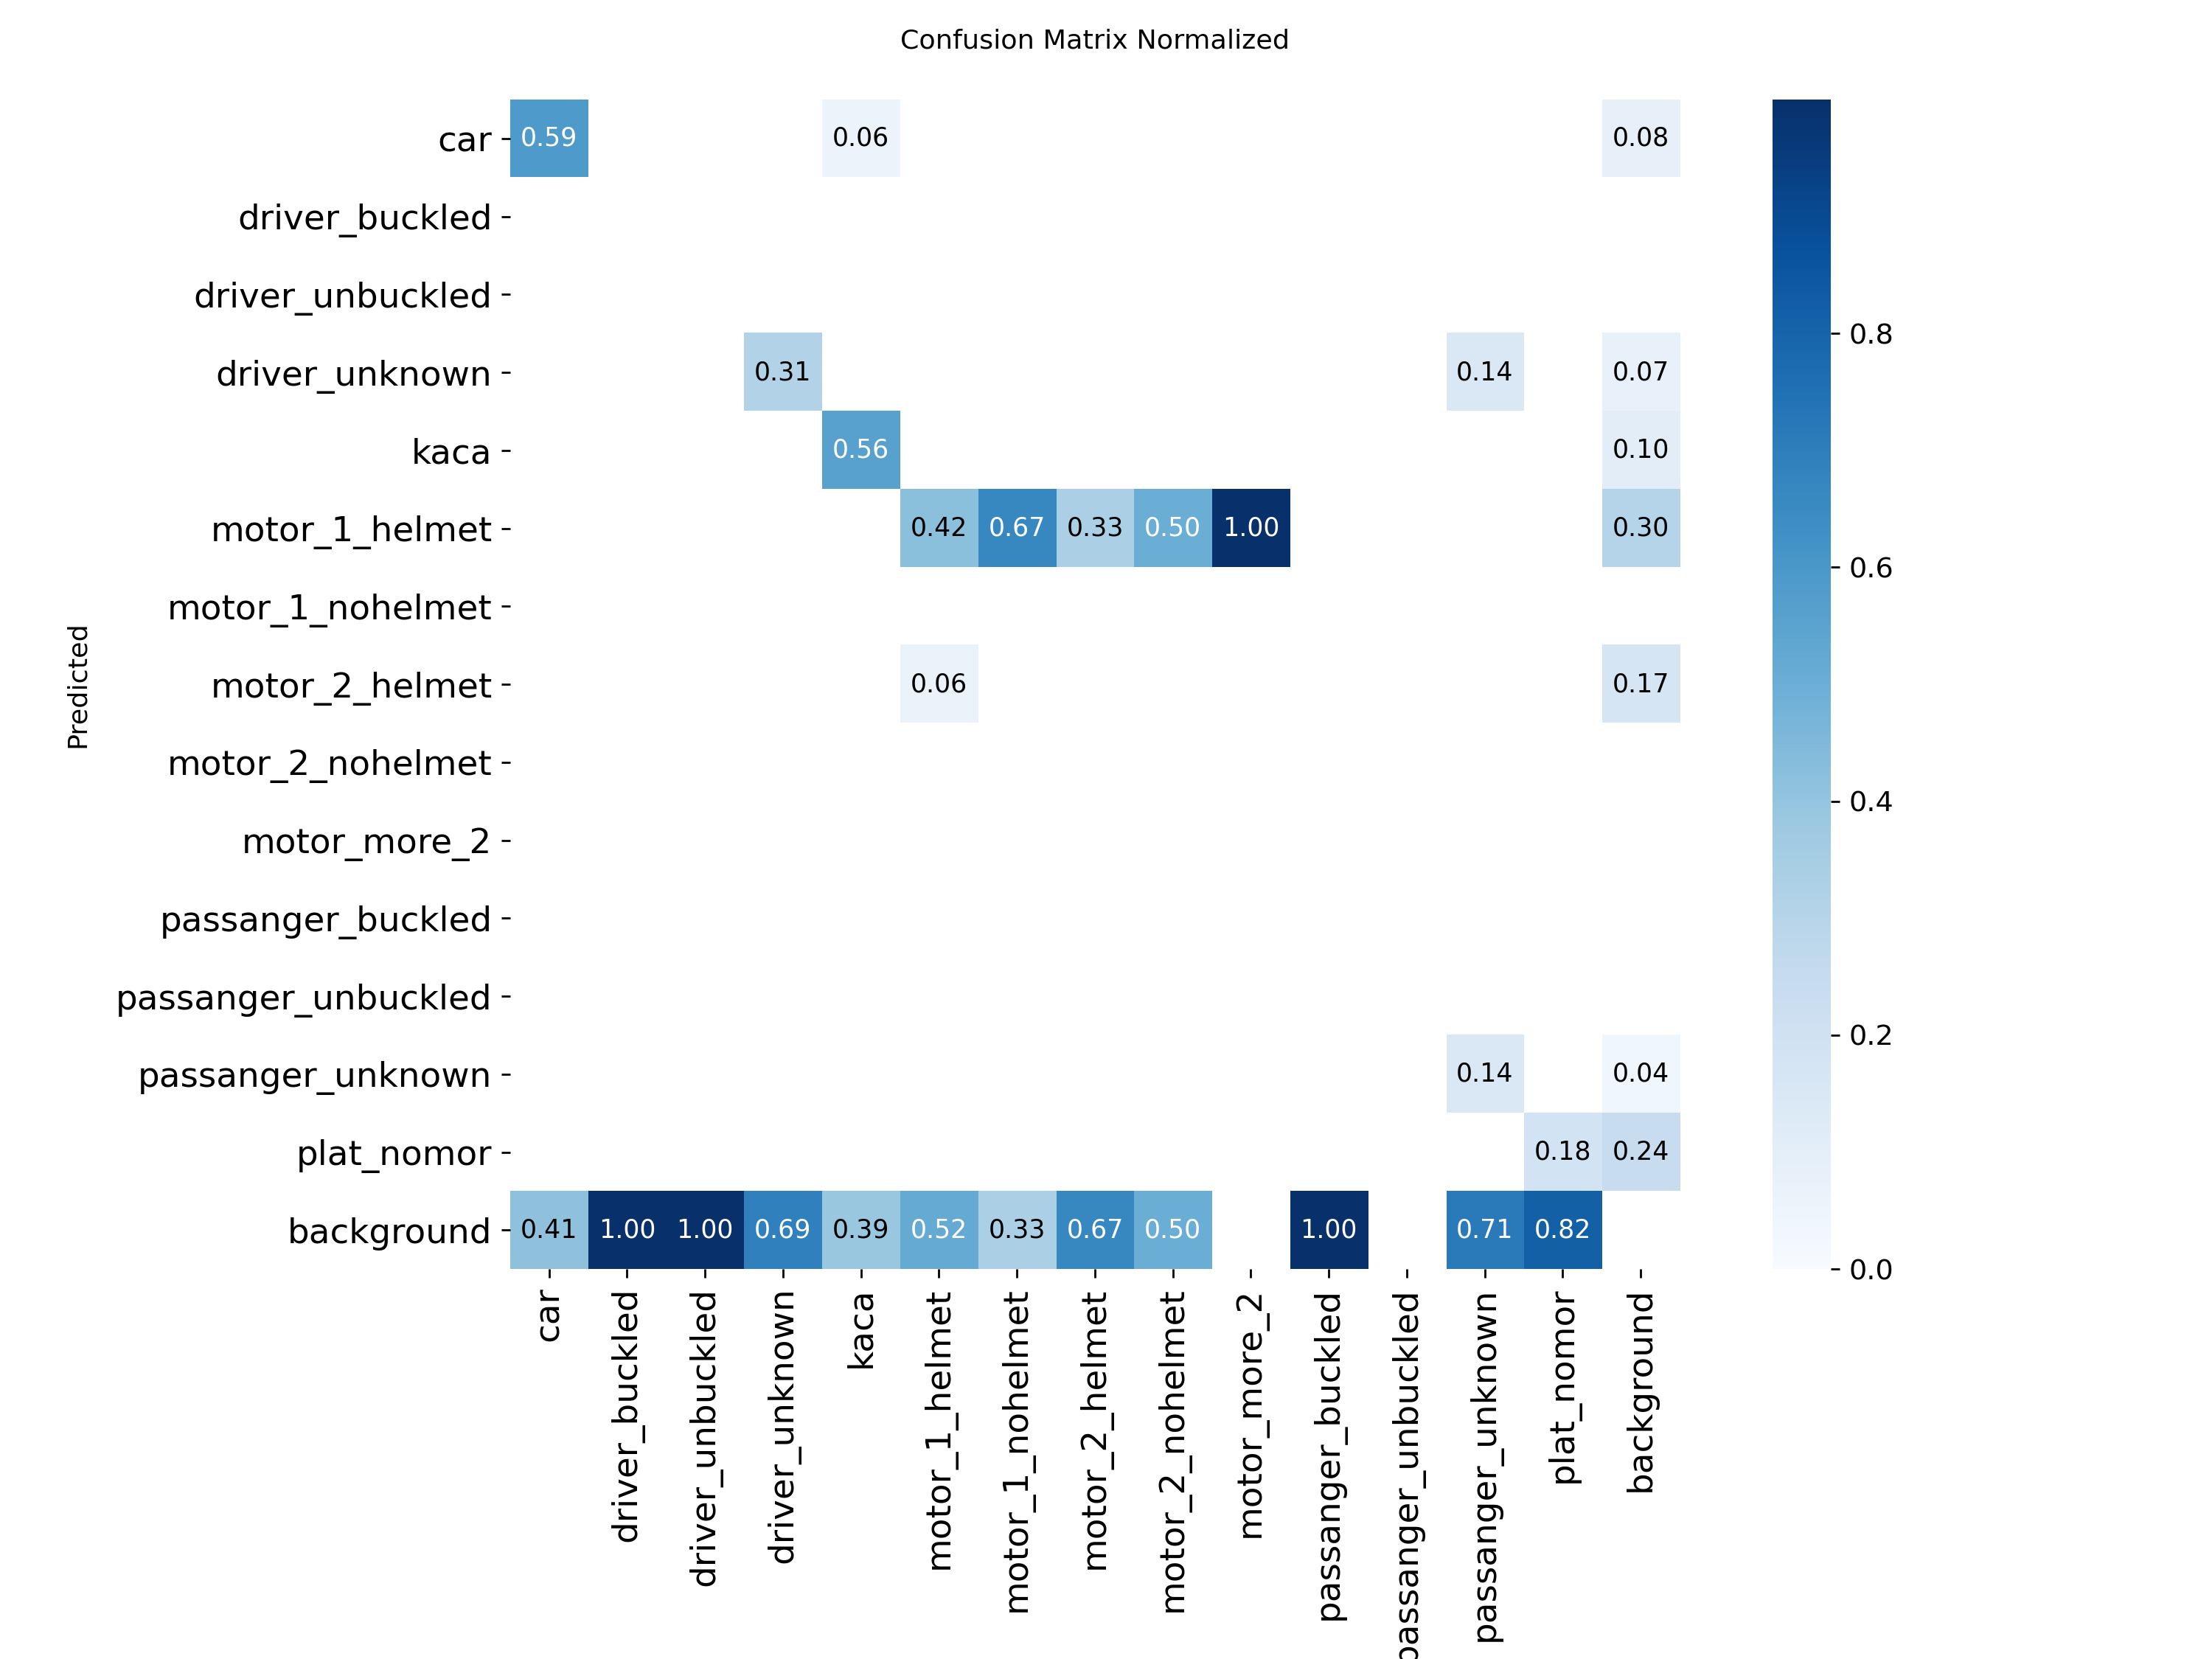 Confusion Matrix Normalized
car 0.59 0.06 0.08
driver_buckled
driver_unbuckled
0.8
driver_unknown 0.31 0.14 0.07
kaca 0.56 0.10
motor_1_helmet 0.42 0.67 0.33 0.50 1.00 0.30
0.6
motor_1_nohelmet
Predicted
motor_2_helmet 0.06 0.17
motor_2_nohelmet
0.4
motor_more_2
passanger_buckled
passanger_unbuckled
0.2
passanger_unknown 0.14 0.04
plat_nomor 0.18 0.24
background 0.41 1.00 1.00 0.69 0.39 0.52 0.33 0.67 0.50 1.00 0.71 0.82
0.0
car
driver_buckled
driver_unbuckled
driver_unknown
kaca
motor_1_helmet
motor_1_nohelmet
motor_2_helmet
motor_2_nohelmet
motor_more_2
passanger_buckled
passanger_unbuckled
passanger_unknown
plat_nomor
background